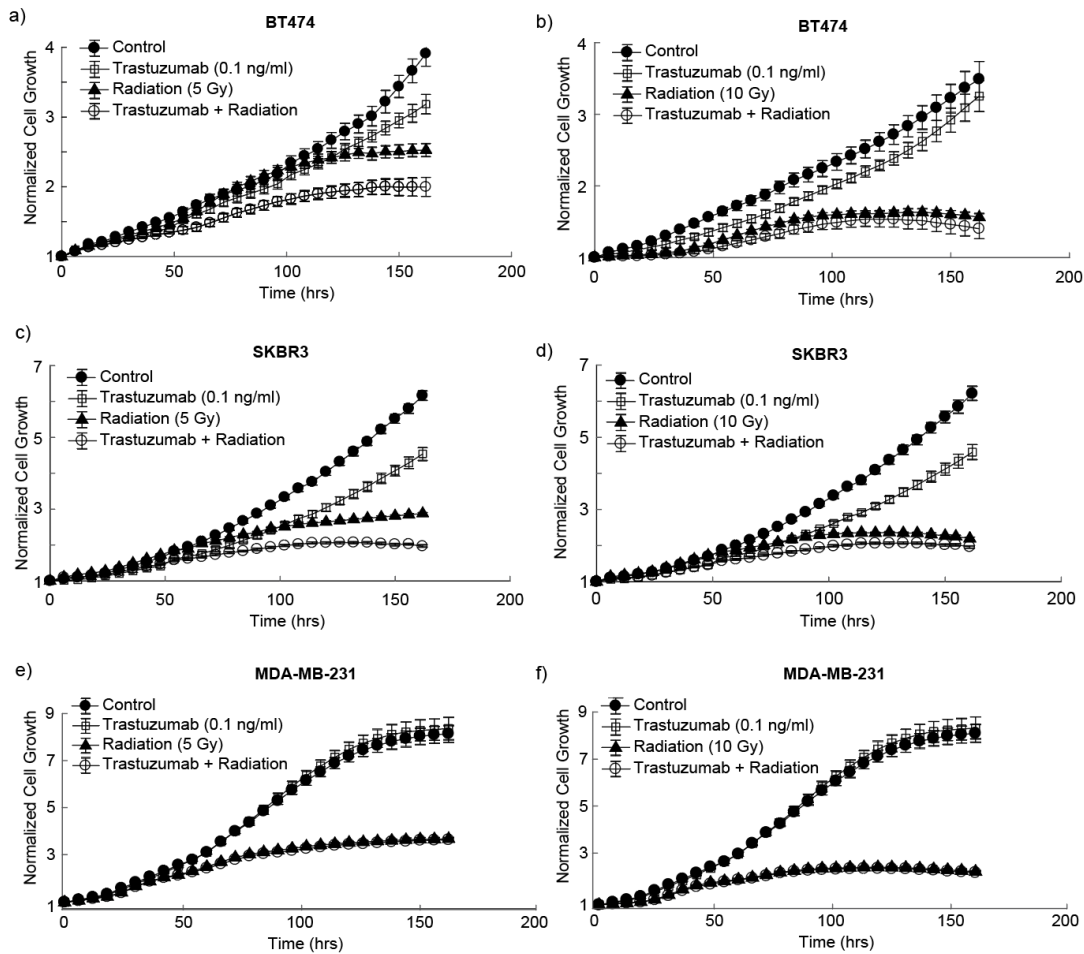 a)
BT474
Normalized Cell Growth
4
3
2
1
Control
Trastuzumab (0.1 ng/ml)
Radiation (5 Gy)
Trastuzumab + Radiation
0
50
100
150
200
Time (hrs)
b)
BT474
Normalized Cell Growth
4
3
2
1
Control
Trastuzumab (0.1 ng/ml)
Radiation (10 Gy)
Trastuzumab + Radiation
0
50
100
150
200
Time (hrs)
c)
SKBR3
Normalized Cell Growth
7
5
3
1
Control
Trastuzumab (0.1 ng/ml)
Radiation (5 Gy)
Trastuzumab + Radiation
0
50
100
150
200
Time (hrs)
d)
SKBR3
Normalized Cell Growth
7
5
3
1
Control
Trastuzumab (0.1 ng/ml)
Radiation (10 Gy)
Trastuzumab + Radiation
0
50
100
150
200
Time (hrs)
e)
MDA-MB-231
Normalized Cell Growth
9
7
5
3
1
Control
Trastuzumab (0.1 ng/ml)
Radiation (5 Gy)
Trastuzumab + Radiation
0
50
100
150
200
Time (hrs)
f)
MDA-MB-231
Normalized Cell Growth
9
7
5
3
1
Control
Trastuzumab (0.1 ng/ml)
Radiation (10 Gy)
Trastuzumab + Radiation
0
50
100
150
200
Time (hrs)